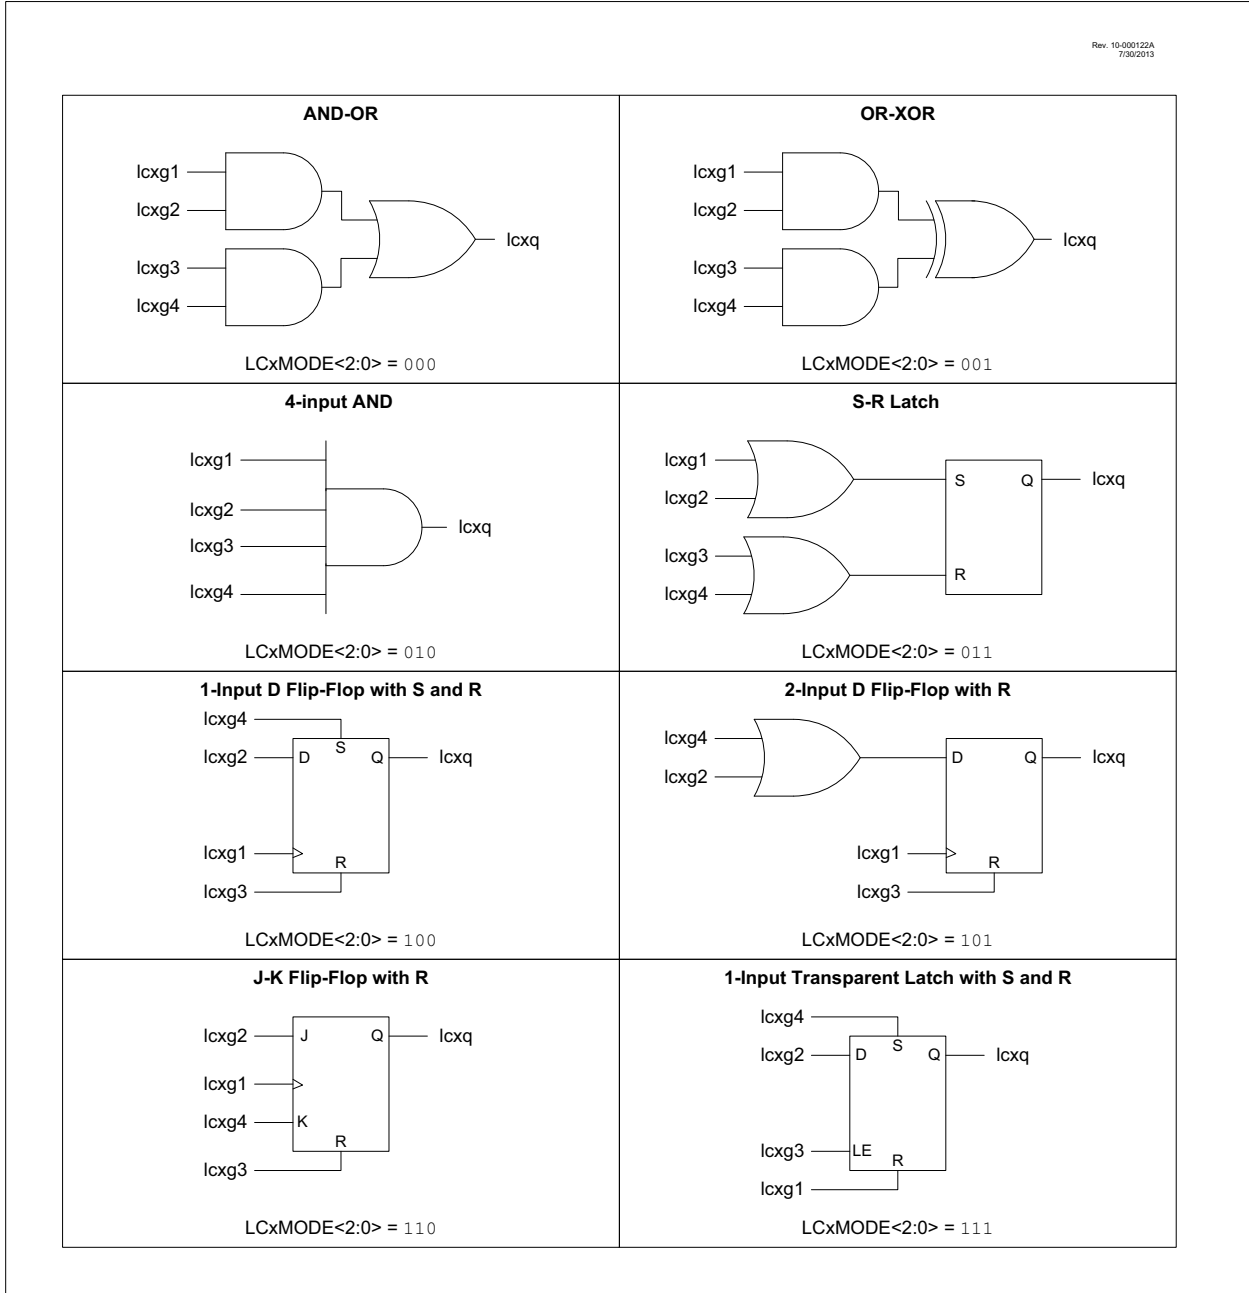 Rev. 10-000122A
7/30/2013
AND-OR
lcxg1
lcxg2
lcxg3
lcxg4
lcxq
LCxMODE<2:0> = 000
OR-XOR
lcxg1
lcxg2
lcxg3
lcxg4
lcxq
LCxMODE<2:0> = 001
4-input AND
lcxg1
lcxg2
lcxg3
lcxg4
lcxq
LCxMODE<2:0> = 010
S-R Latch
lcxg1
lcxg2
lcxg3
lcxg4
S Q lcxq
R
LCxMODE<2:0> = 011
1-Input D Flip-Flop with S and R
lcxg4
S
lcxg2 D Q lcxq
lcxg1
R
lcxg3
LCxMODE<2:0> = 100
2-Input D Flip-Flop with R
lcxg4
lcxg2
D Q lcxq
lcxg1
R
lcxg3
LCxMODE<2:0> = 101
J-K Flip-Flop with R
lcxg2 J Q lcxq
lcxg1
lcxg4 K
R
lcxg3
LCxMODE<2:0> = 110
1-Input Transparent Latch with S and R
lcxg4
S
lcxg2 D Q lcxq
lcxg3 LE
R
lcxg1
LCxMODE<2:0> = 111